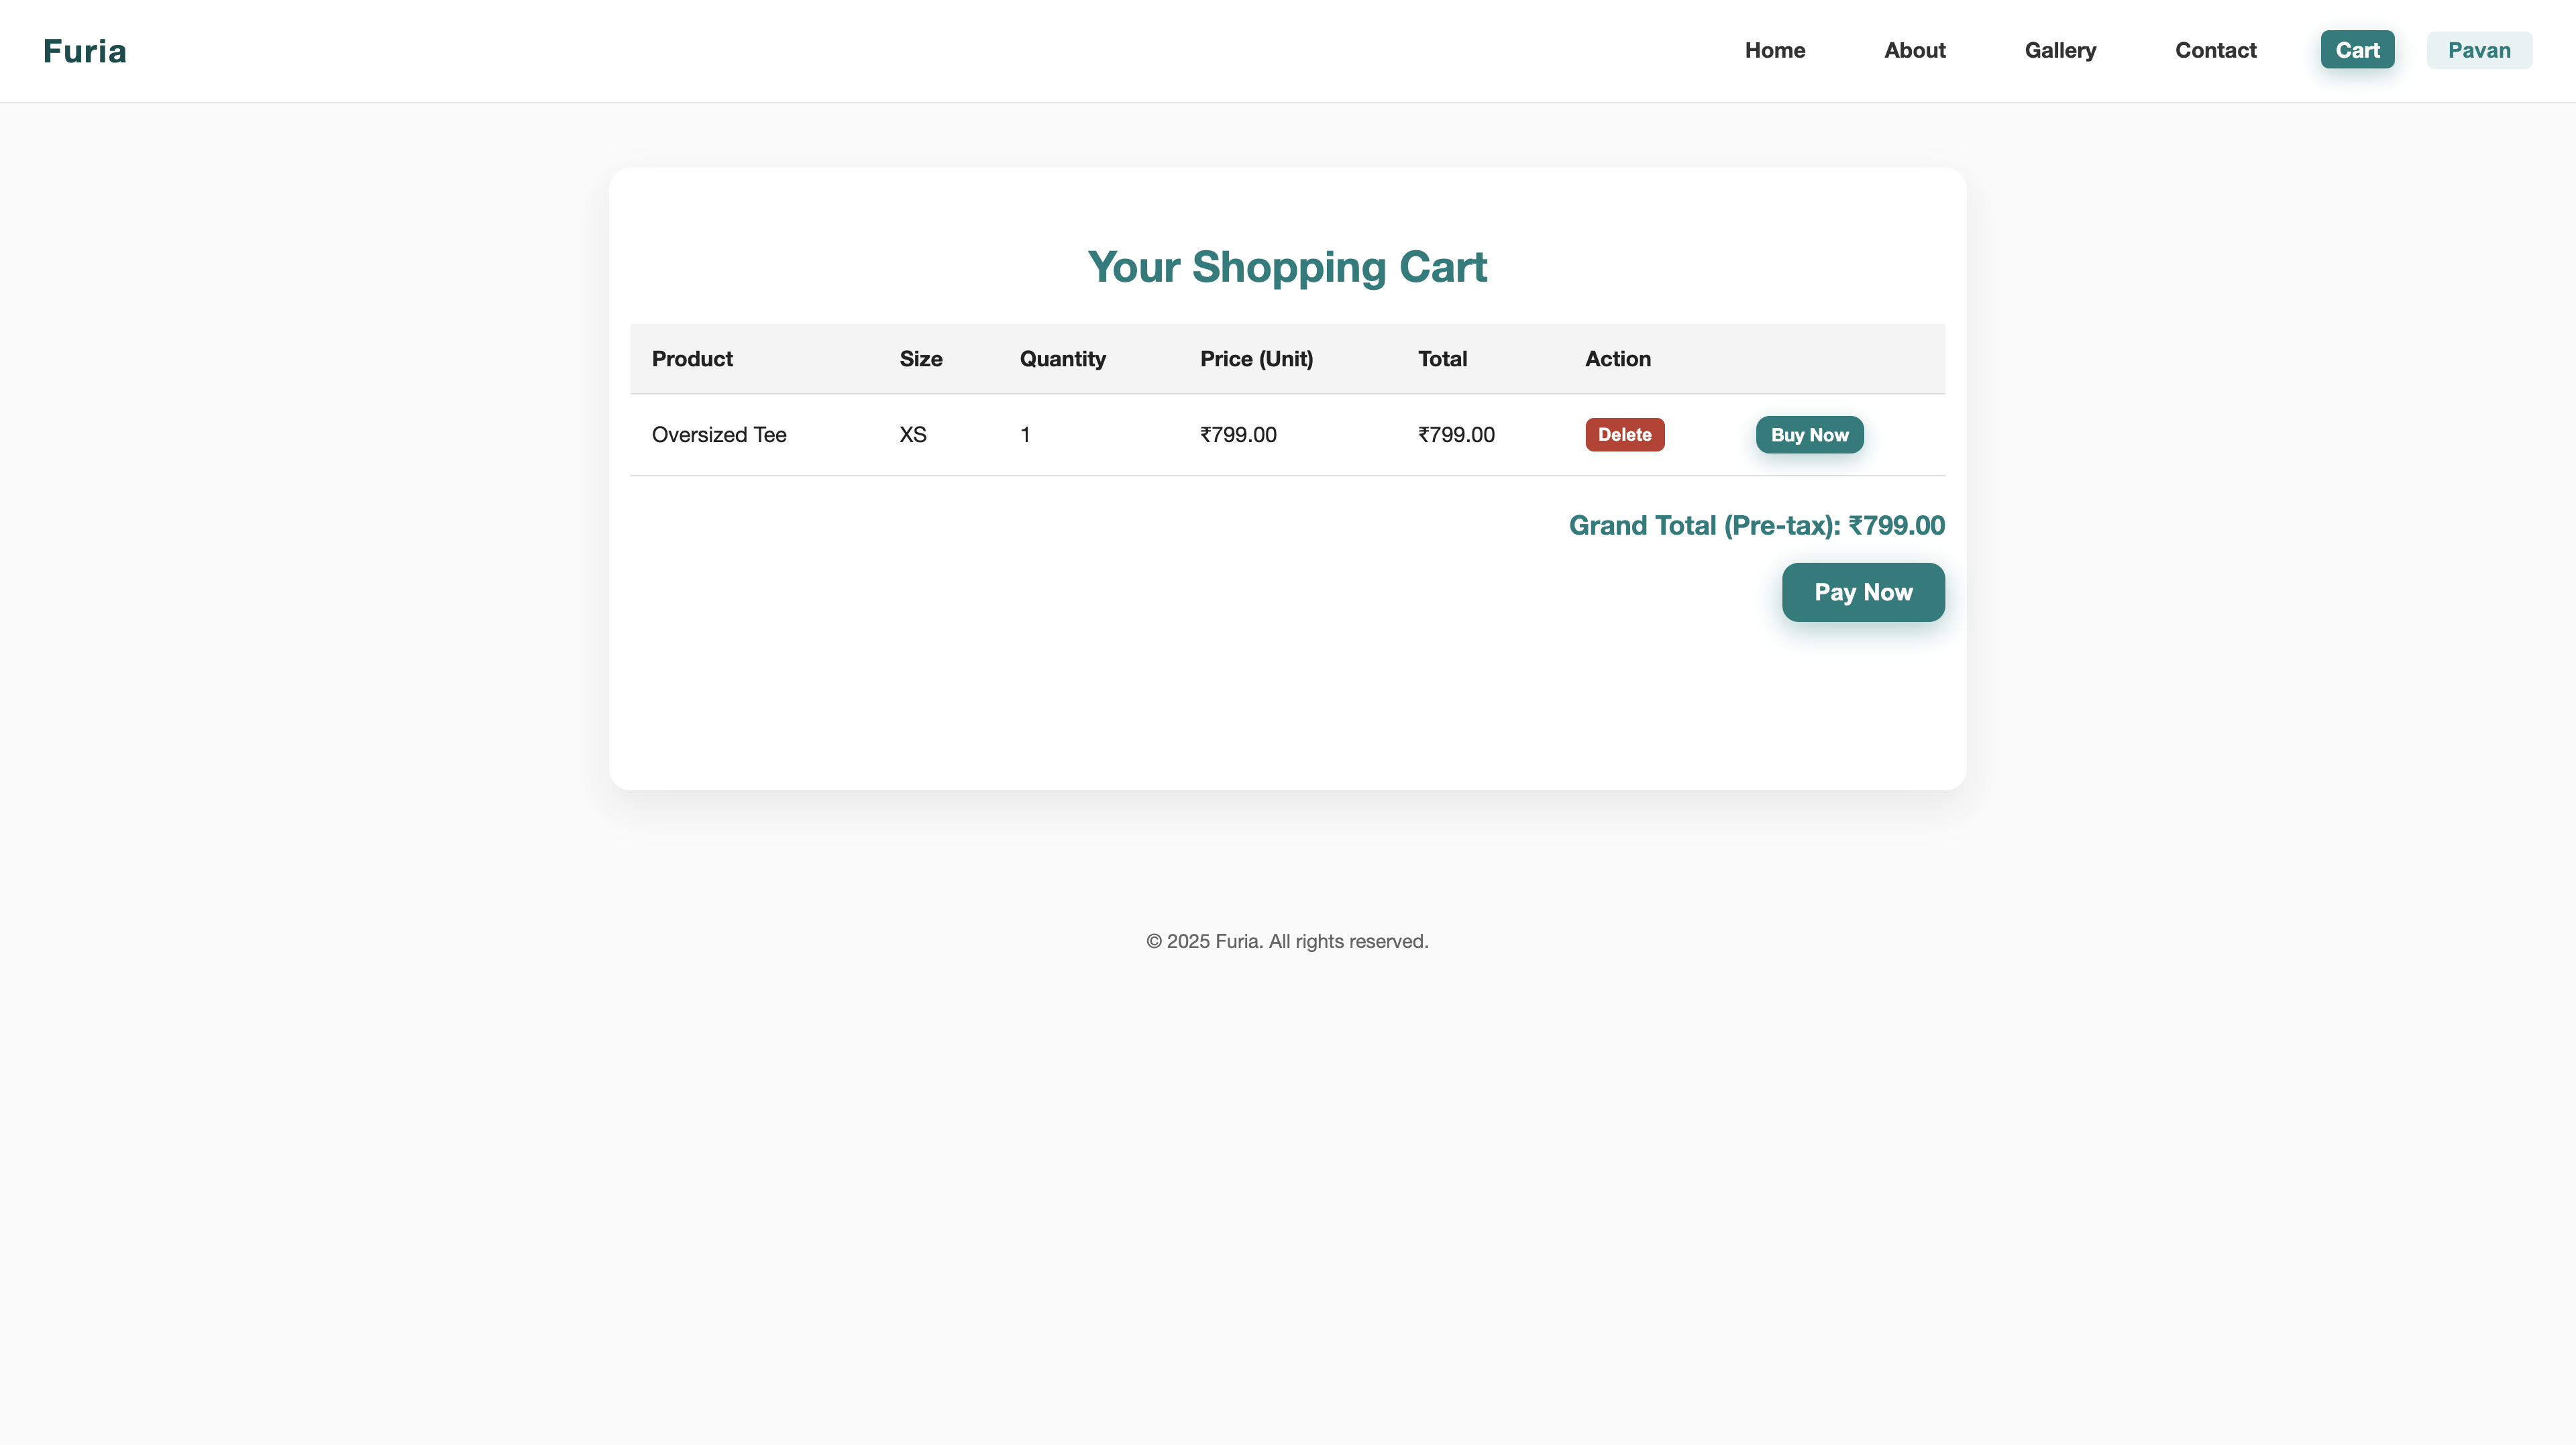 Furia Home About Gallery Contact Cart Pavan
Your Shopping Cart
Product Size Quantity Price (Unit) Total Action
Oversized Tee XS 1 ₹799.00 ₹799.00 Delete Buy Now
Grand Total (Pre-tax): ₹799.00
Pay Now
© 2025 Furia. All rights reserved.